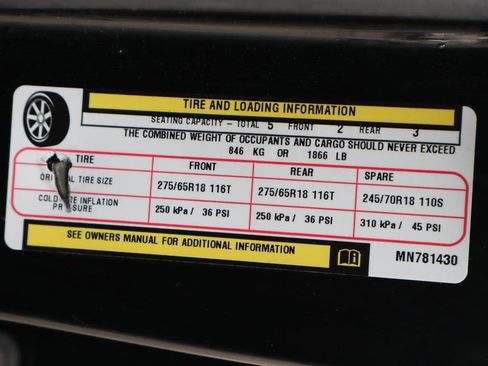 TIRE AND LOADING INFORMATION
SEATING CAPACITY - TOTAL 5 FRONT 2 REAR 3
THE COMBINED WEIGHT OF OCCUPANTS AND CARGO SHOULD NEVER EXCEED
846 KG OR 1866 LB
TIRE FRONT REAR SPARE
TIRE SIZE 275/65R18 116T 275/65R18 116T 245/70R18 110S
COLD INFLATION 250 kPa / 36 PSI 250 kPa / 36 PSI 310 kPa / 45 PSI
SEE OWNERS MANUAL FOR ADDITIONAL INFORMATION
MN781430